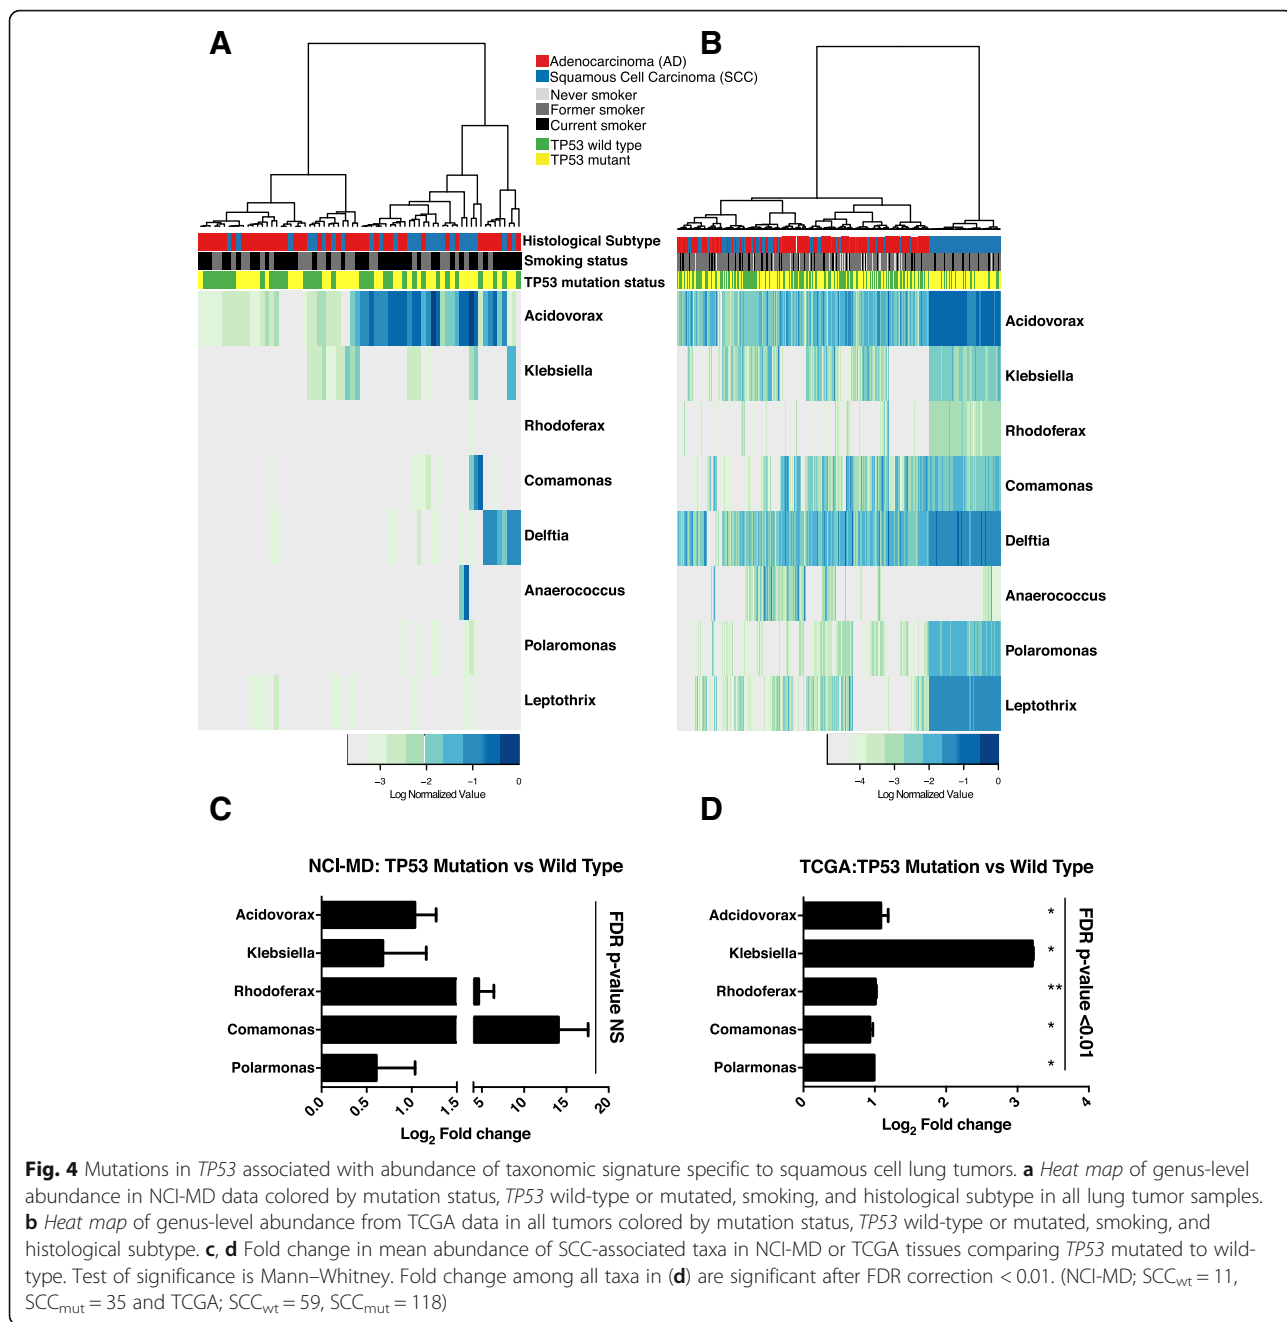 A
B
Adenocarcinoma (AD)
Squamous Cell Carcinoma (SCC)
Never smoker
Former smoker
Current smoker
TP53 wild type
TP53 mutant
Histological Subtype
Smoking status
TP53 mutation status
Acidovorax
Klebsiella
Rhodoferax
Comamonas
Delftia
Anaerococcus
Polaromonas
Leptothrix
−3 −2 −1 0
Log Normalized Value
Acidovorax
Klebsiella
Rhodoferax
Comamonas
Delftia
Anaerococcus
Polaromonas
Leptothrix
−4 −3 −2 −1 0
Log Normalized Value
C
NCI-MD: TP53 Mutation vs Wild Type
Acidovorax
Klebsiella
Rhodoferax
Comamonas
Polarmonas
FDR p-value NS
0.0 0.5 1.0 1.5 5 10 15 20
Log2 Fold change
D
TCGA:TP53 Mutation vs Wild Type
Adcidovorax *
Klebsiella *
Rhodoferax **
Comamonas *
Polarmonas *
FDR p-value <0.01
0 1 2 3 4
Log2 Fold change
Fig. 4 Mutations in TP53 associated with abundance of taxonomic signature specific to squamous cell lung tumors. a Heat map of genus-level
abundance in NCI-MD data colored by mutation status, TP53 wild-type or mutated, smoking, and histological subtype in all lung tumor samples.
b Heat map of genus-level abundance from TCGA data in all tumors colored by mutation status, TP53 wild-type or mutated, smoking, and
histological subtype. c, d Fold change in mean abundance of SCC-associated taxa in NCI-MD or TCGA tissues comparing TP53 mutated to wild-
type. Test of significance is Mann–Whitney. Fold change among all taxa in (d) are significant after FDR correction < 0.01. (NCI-MD; SCCwt = 11,
SCCmut = 35 and TCGA; SCCwt = 59, SCCmut = 118)